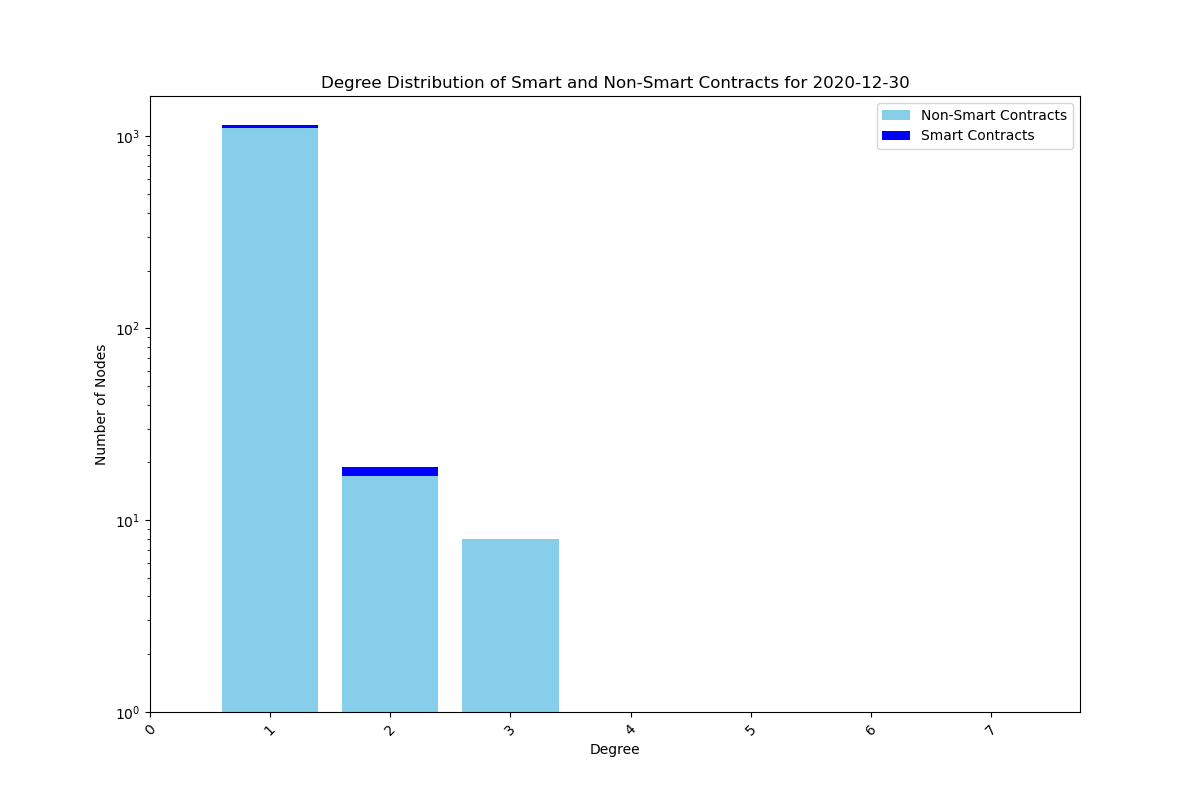 Degree Distribution of Smart and Non-Smart Contracts for 2020-12-30
Non-Smart Contracts
Smart Contracts
Number of Nodes
10³
10²
10¹
10⁰
0 1 2 3 4 5 6 7
Degree